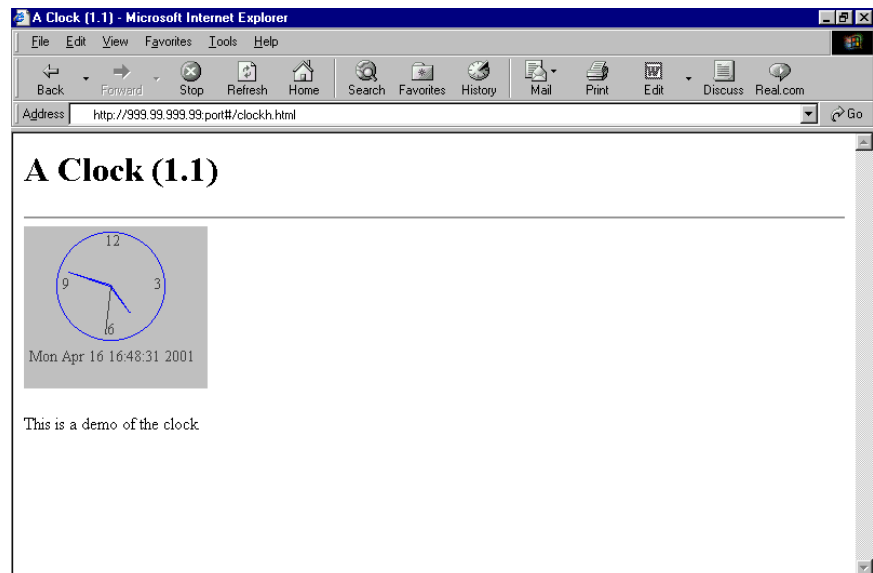 A Clock (1.1) - Microsoft Internet Explorer
File Edit View Favorites Tools Help
Back Forward Stop Refresh Home Search Favorites History Mail Print Edit Discuss Real.com
Address http://999.99.999.99:port#/clockh.html Go
A Clock (1.1)
12
9 3
6
Mon Apr 16 16:48:31 2001
This is a demo of the clock